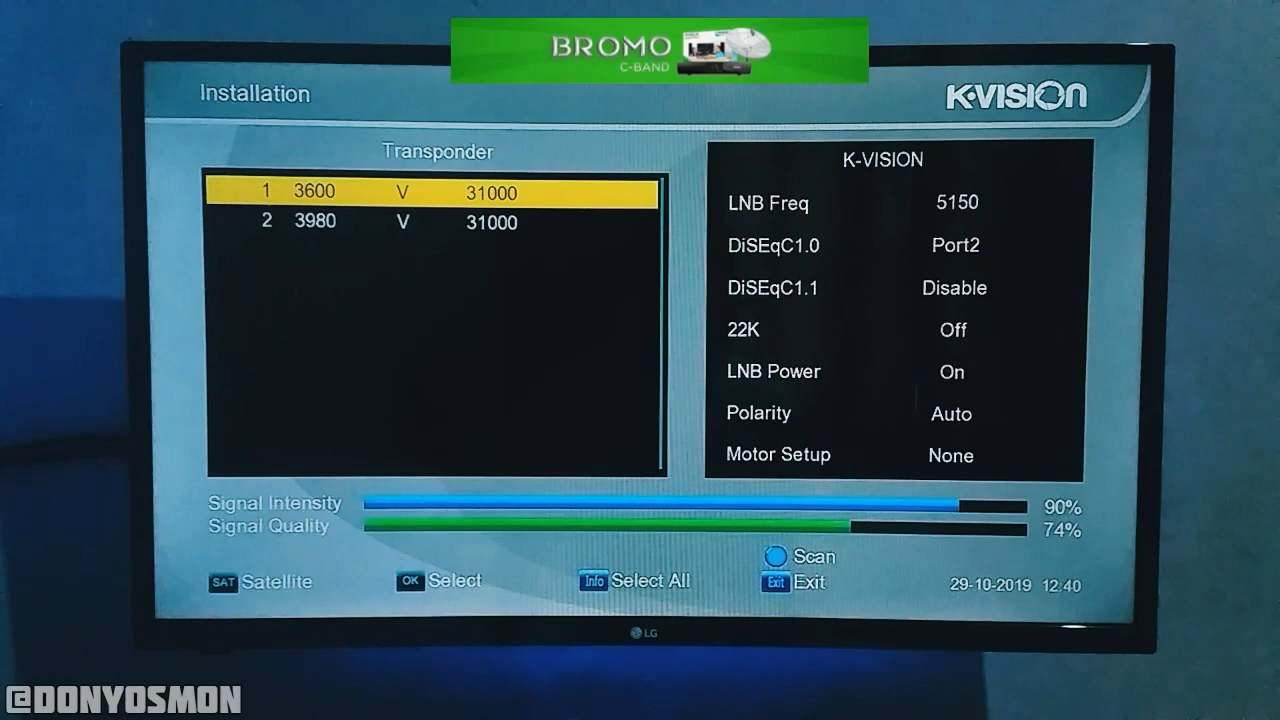 BROMO
C-BAND
Installation
K-VISION
Transponder
1 3600 V 31000
2 3980 V 31000
K-VISION
LNB Freq 5150
DiSEqC1.0 Port2
DiSEqC1.1 Disable
22K Off
LNB Power On
Polarity Auto
Motor Setup None
Signal Intensity 90%
Signal Quality 74%
Scan
SAT Satellite OK Select Info Select All Exit Exit 29-10-2019 12:40
LG
@DONYOSMON